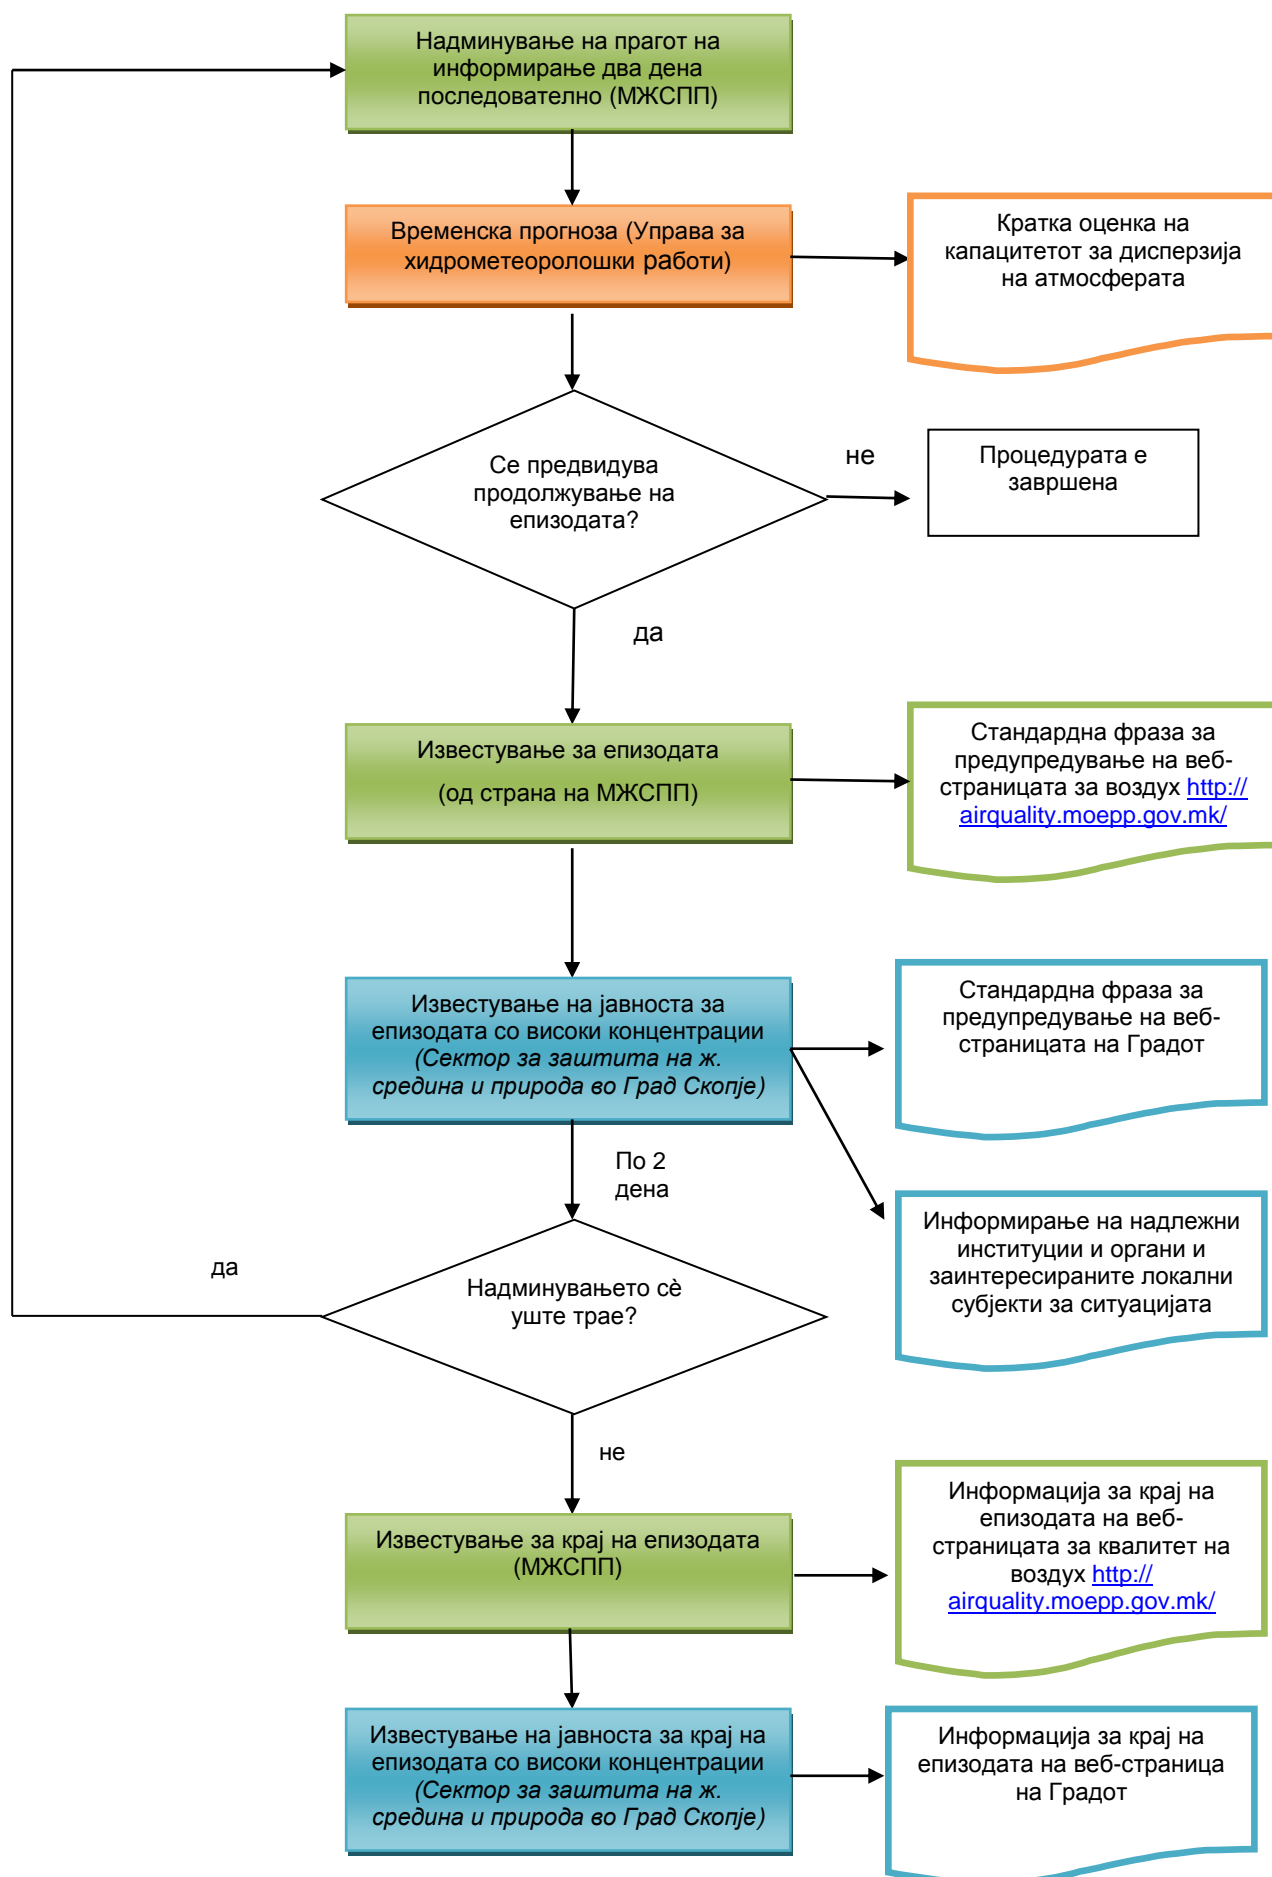 Надминување на прагот на
информирање два дена
последователно (МЖСПП)
Временска прогноза (Управа за
хидрометеоролошки работи)
Кратка оценка на
капацитетот за дисперзија
на атмосферата
Се предвидува
продолжување на
епизодата?
не
Процедурата е
завршена
да
Известување за епизодата
(од страна на МЖСПП)
Стандардна фраза за
предупредување на веб-
страницата за воздух http://
airquality.moepp.gov.mk/
Известување на јавноста за
епизодата со високи концентрации
(Сектор за заштита на ж.
средина и природа во Град Скопје)
Стандардна фраза за
предупредување на веб-
страницата на Градот
По 2
дена
Информирање на надлежни
институции и органи и
заинтересираните локални
субјекти за ситуацијата
да
Надминувањето сѐ
уште трае?
не
Известување за крај на епизодата
(МЖСПП)
Информација за крај на
епизодата на веб-
страницата за квалитет на
воздух http://
airquality.moepp.gov.mk/
Известување на јавноста за крај на
епизодата со високи концентрации
(Сектор за заштита на ж.
средина и природа во Град Скопје)
Информација за крај на
епизодата на веб-страница
на Градот